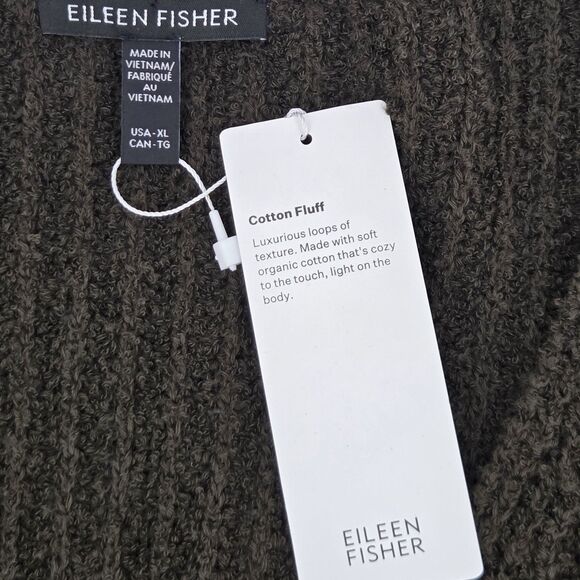 EILEEN FISHER
MADE IN
VIETNAM/
FABRIQUÉ
AU
VIETNAM
USA-XL
CAN-TG
Cotton Fluff
Luxurious loops of
texture. Made with soft
organic cotton that's cozy
to the touch, light on the
body.
EILEEN
FISHER